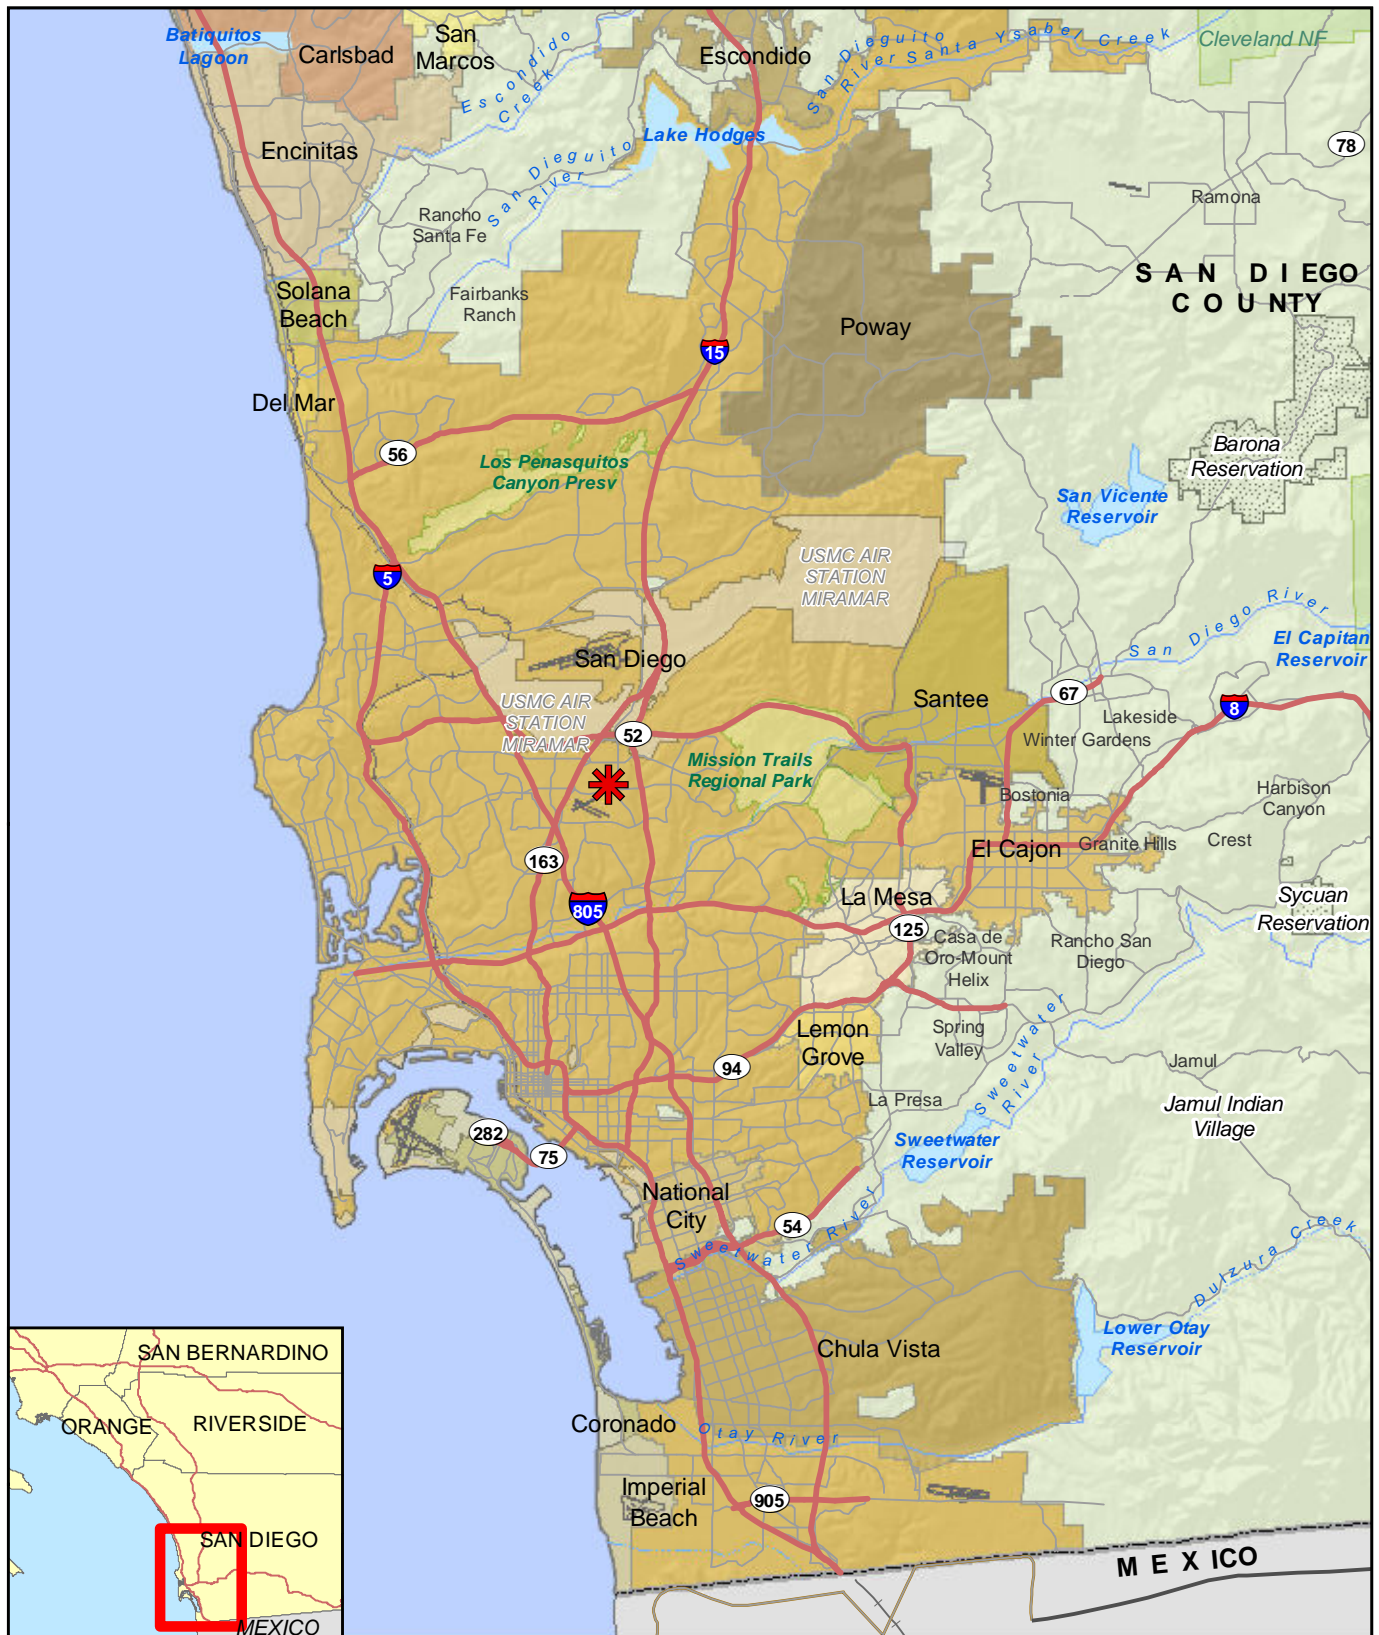 Batiquitos
Lagoon
Carlsbad
San
Marcos
Escondido
Creek
Escondido
San Dieguito
River
Santa Ysabel Creek
Cleveland NF
Encinitas
Lake Hodges
San Dieguito
River
78
Ramona
Rancho
Santa Fe
SAN DIEGO
COUNTY
Solana
Beach
Fairbanks
Ranch
Poway
15
Del Mar
56
Los Penasquitos
Canyon Presv
Barona
Reservation
San Vicente
Reservoir
USMC AIR
STATION
MIRAMAR
5
San Diego River
El Capitan
Reservoir
San Diego
USMC AIR
STATION
MIRAMAR
Santee
67
8
Lakeside
Winter Gardens
52
Mission Trails
Regional Park
Bostonia
Harbison
Canyon
El Cajon
Granite Hills
Crest
163
805
La Mesa
Sycuan
Reservation
125
Casa de
Oro-Mount
Helix
Rancho San
Diego
Lemon
Grove
Spring
Valley
Sweetwater
River
94
Jamul
La Presa
Jamul Indian
Village
282
75
Sweetwater
Reservoir
National
City
54
Sweetwater River
Dulzura Creek
Lower Otay
Reservoir
Chula Vista
Coronado
Otay River
Imperial
Beach
905
MEXICO
SAN BERNARDINO
ORANGE
RIVERSIDE
SAN DIEGO
MEXICO